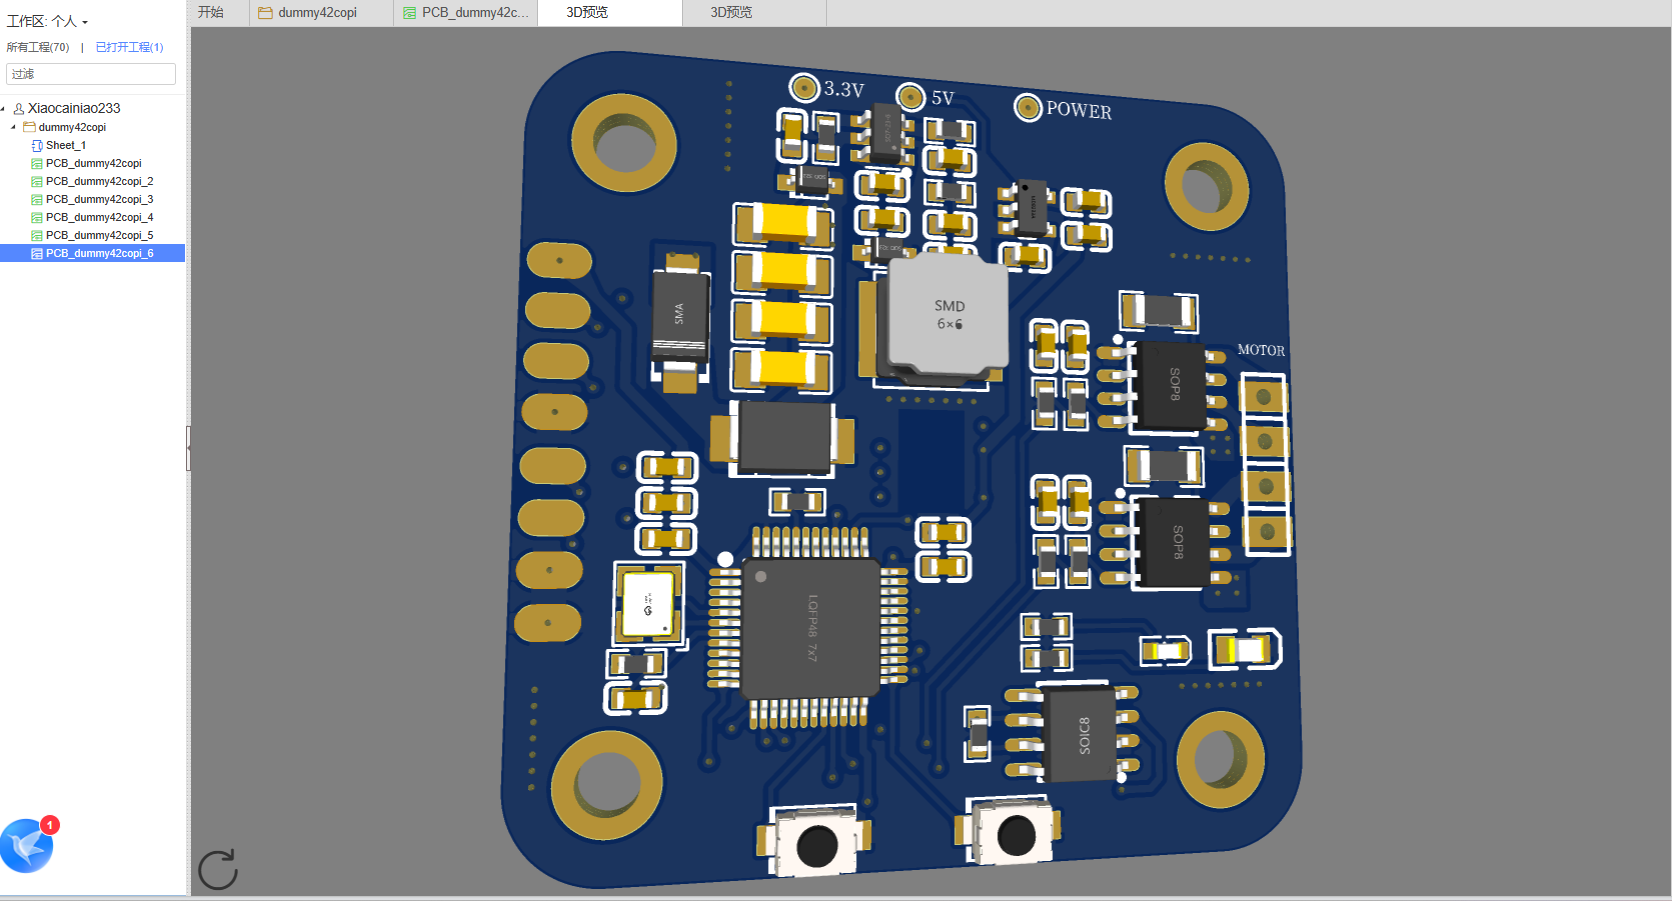 工作区: 个人
所有工程(70) | 已打开工程(1)
过滤
Xiaocainiao233
dummy42copi
Sheet_1
PCB_dummy42copi
PCB_dummy42copi_2
PCB_dummy42copi_3
PCB_dummy42copi_4
PCB_dummy42copi_5
PCB_dummy42copi_6
1
开始
dummy42copi
PCB_dummy42c...
3D预览
3D预览
3.3V
5V
POWER
SMA
SMD
6×6
MOTOR
SOP8
SOP8
LQFP48 7x7
SOIC8